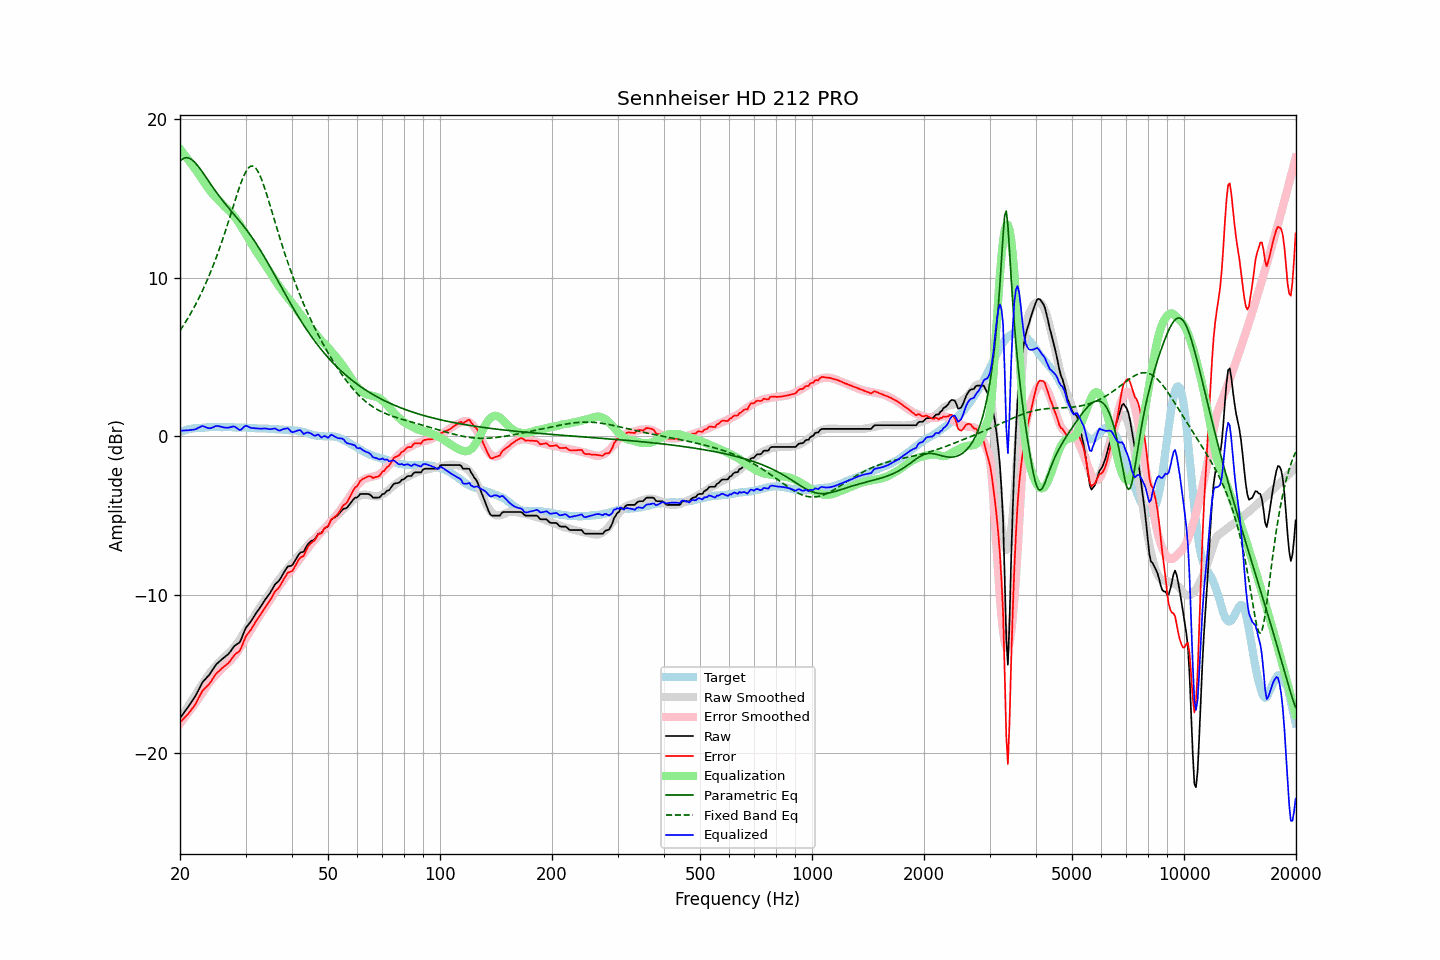 Sennheiser HD 212 PRO
Amplitude (dBr)
20
10
0
−10
−20
Target
Raw Smoothed
Error Smoothed
Raw
Error
Equalization
Parametric Eq
Fixed Band Eq
Equalized
20 50 100 200 500 1000 2000 5000 10000 20000
Frequency (Hz)